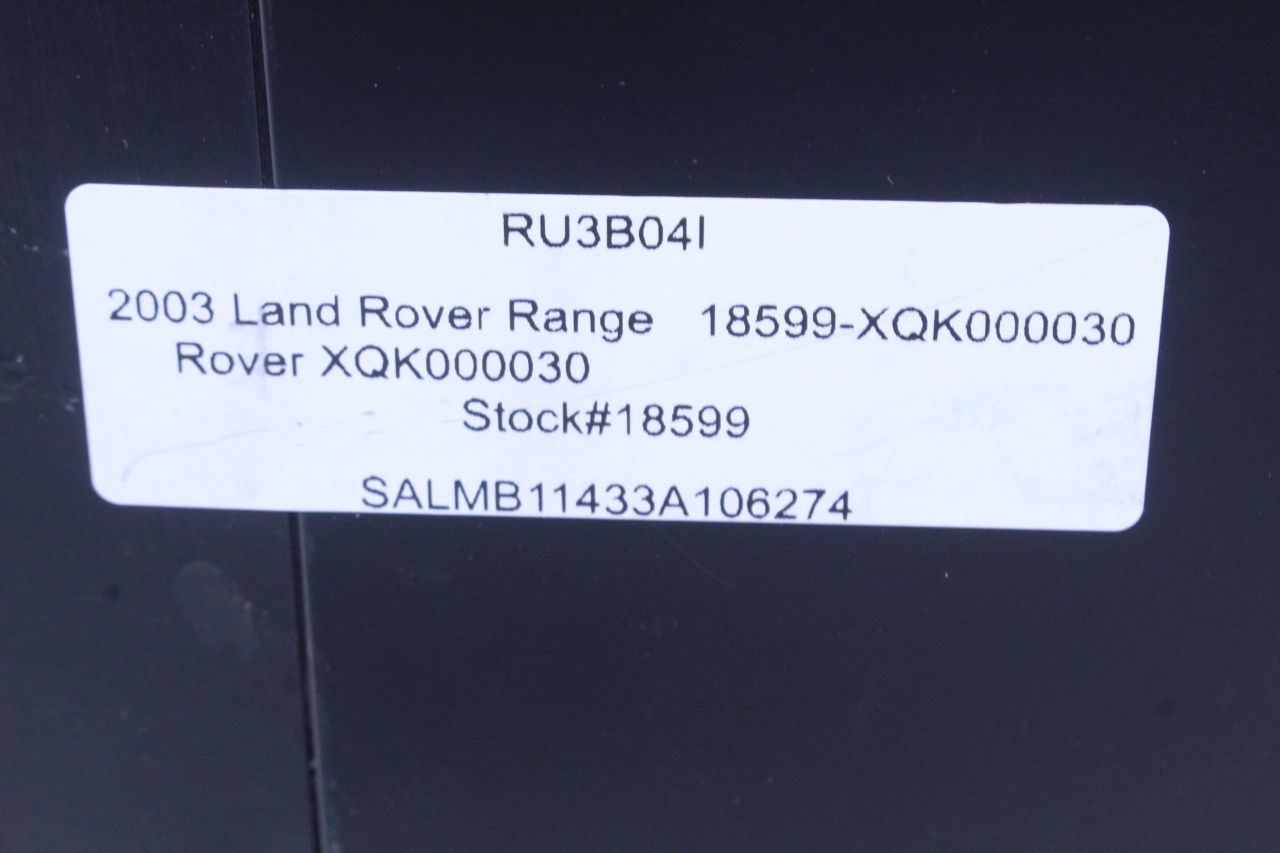 RU3B04I
2003 Land Rover Range 18599-XQK000030
Rover XQK000030
Stock#18599
SALMB11433A106274